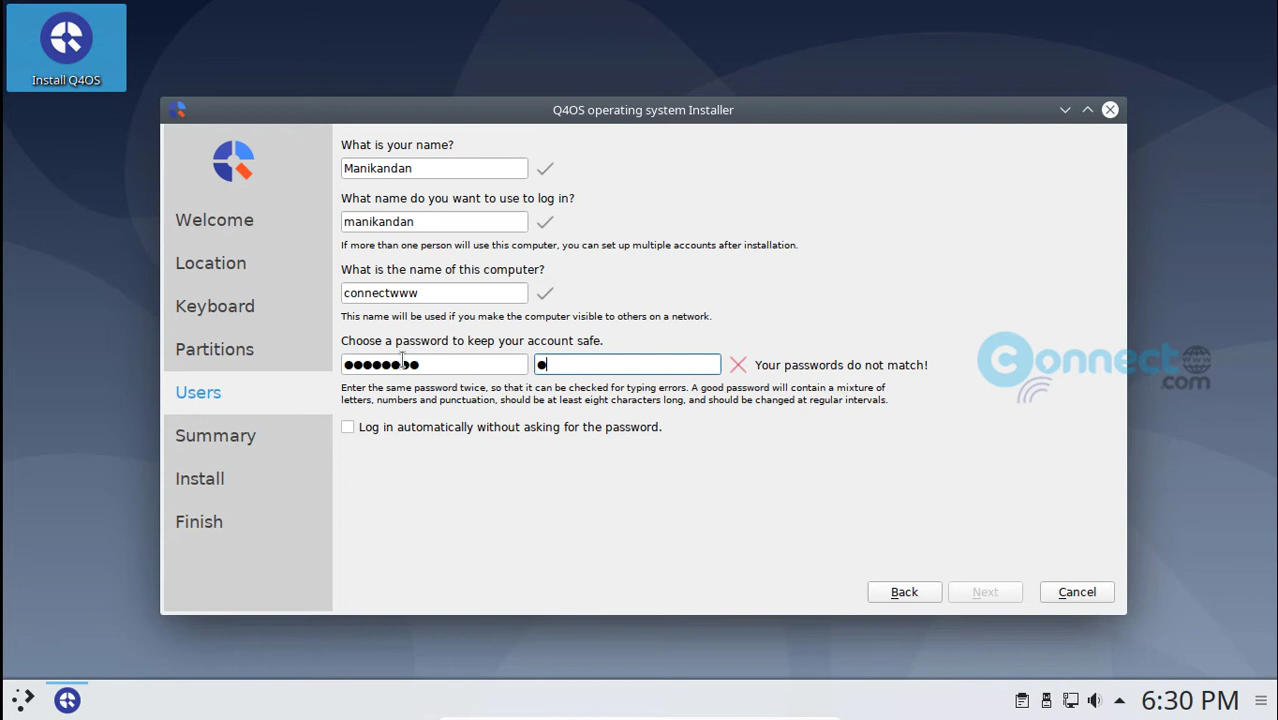 Install Q4OS
Q4OS operating system Installer
Welcome
Location
Keyboard
Partitions
Users
Summary
Install
Finish
What is your name?
Manikandan
What name do you want to use to log in?
manikandan
If more than one person will use this computer, you can set up multiple accounts after installation.
What is the name of this computer?
connectwww
This name will be used if you make the computer visible to others on a network.
Choose a password to keep your account safe.
●●●●●●●● ● Your passwords do not match!
Enter the same password twice, so that it can be checked for typing errors. A good password will contain a mixture of
letters, numbers and punctuation, should be at least eight characters long, and should be changed at regular intervals.
Log in automatically without asking for the password.
Back Next Cancel
Connect
.com
6:30 PM